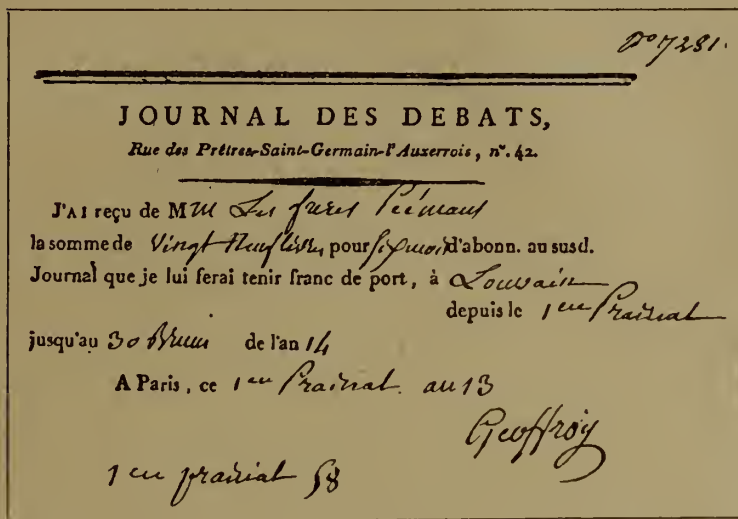 No 7281.
JOURNAL DES DEBATS,
Rue des Prêtres-Saint-Germain-l'Auxerrois, n°. 42.
J'AI reçu de MM Les freres
la somme de Vingt Neuf livres pour six mois d'abonn. au susd.
Journal que je lui ferai tenir franc de port, à Louvain
depuis le 1er Prairial
jusqu'au 30 Brum de l'an 14
A Paris, ce 1er Prairial. an 13
Geoffroy
1er prairial